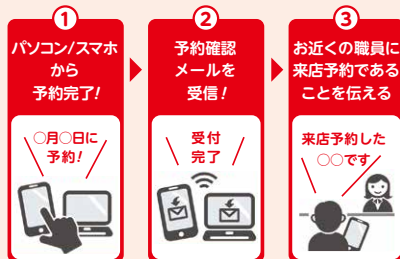 ①
パソコン/スマホ
から
予約完了!
○月○日に
予約!
②
予約確認
メールを
受信!
受付
完了
③
お近くの職員に
来店予約である
ことを伝える
来店予約した
○○です